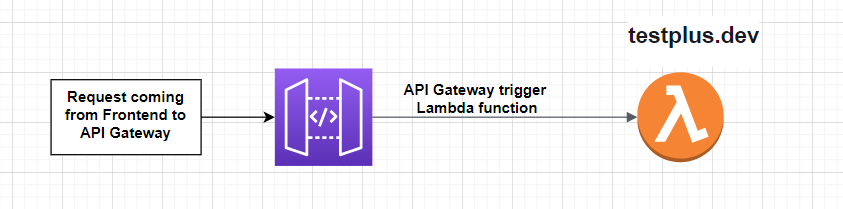 testplus.dev
Request coming
from Frontend to
API Gateway
</>
API Gateway trigger
Lambda function
λ